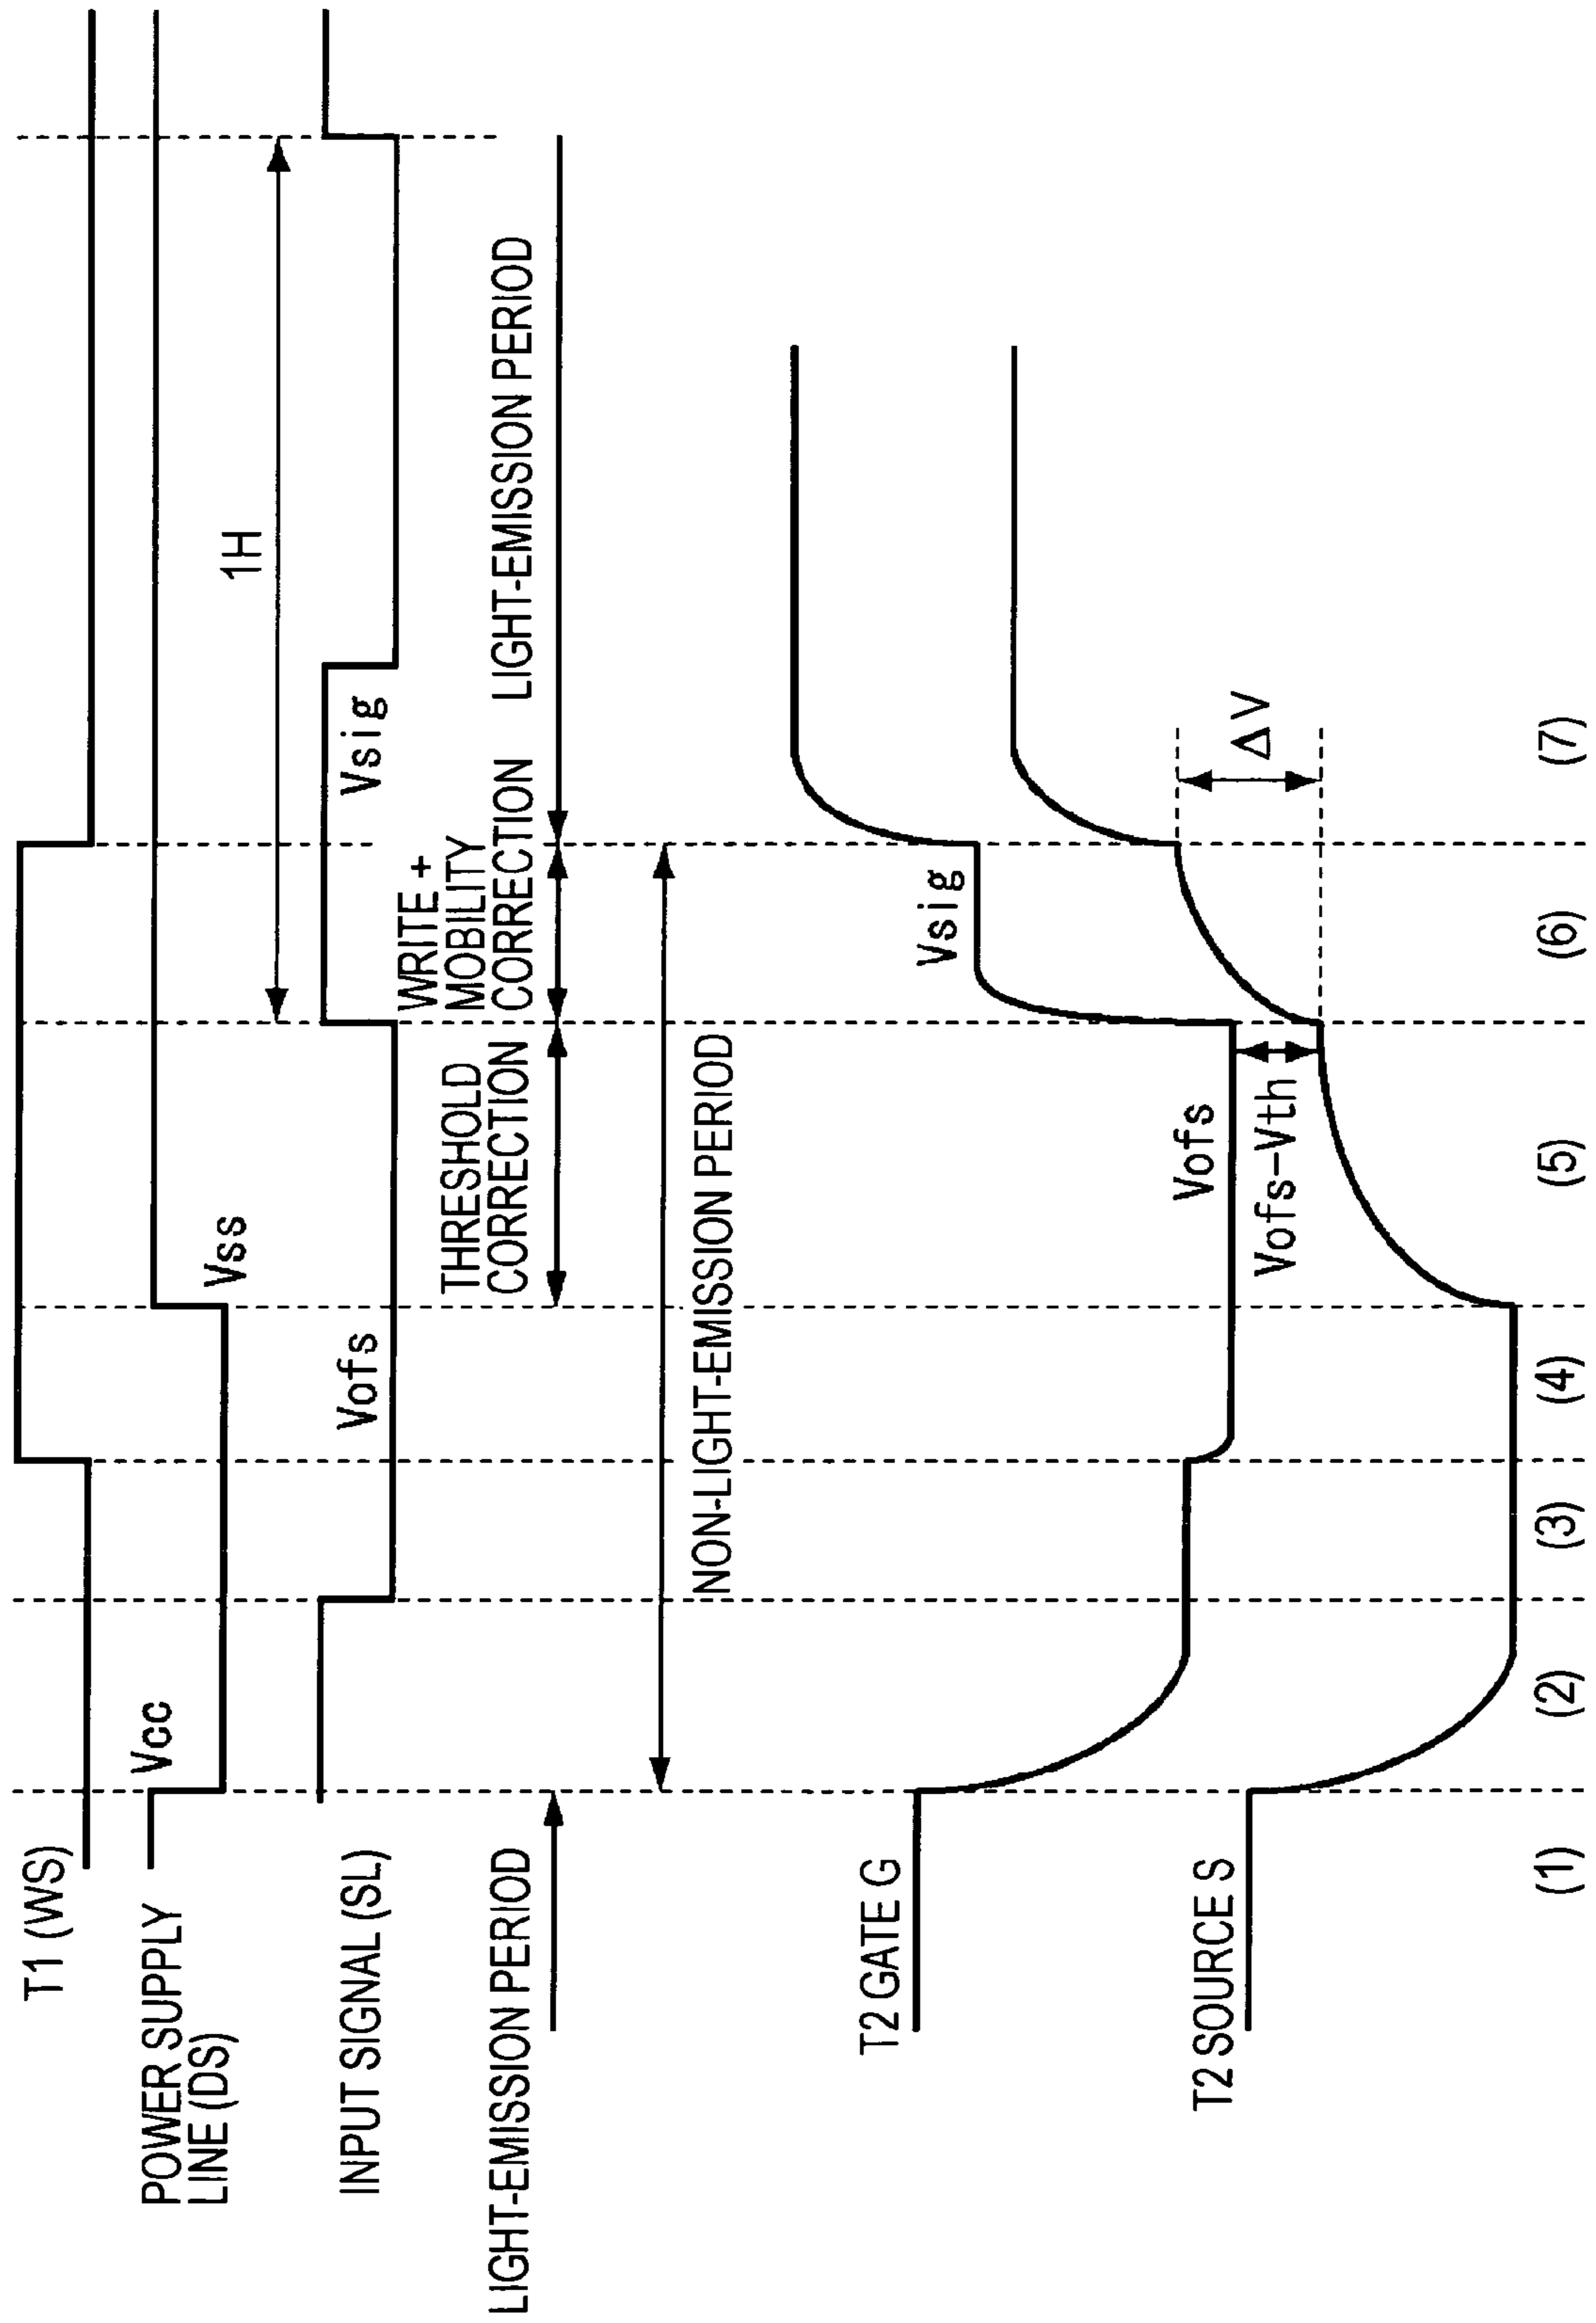 T1 (WS)
POWER SUPPLY
LINE (DS)
Vcc
Vss
1H
INPUT SIGNAL (SL)
Vofs
Vsig
LIGHT-EMISSION PERIOD
THRESHOLD
CORRECTION
WRITE +
MOBILITY
CORRECTION
LIGHT-EMISSION PERIOD
NON-LIGHT-EMISSION PERIOD
T2 GATE G
Vofs
Vsig
Vofs-Vth
T2 SOURCE S
ΔV
(1)
(2)
(3)
(4)
(5)
(6)
(7)